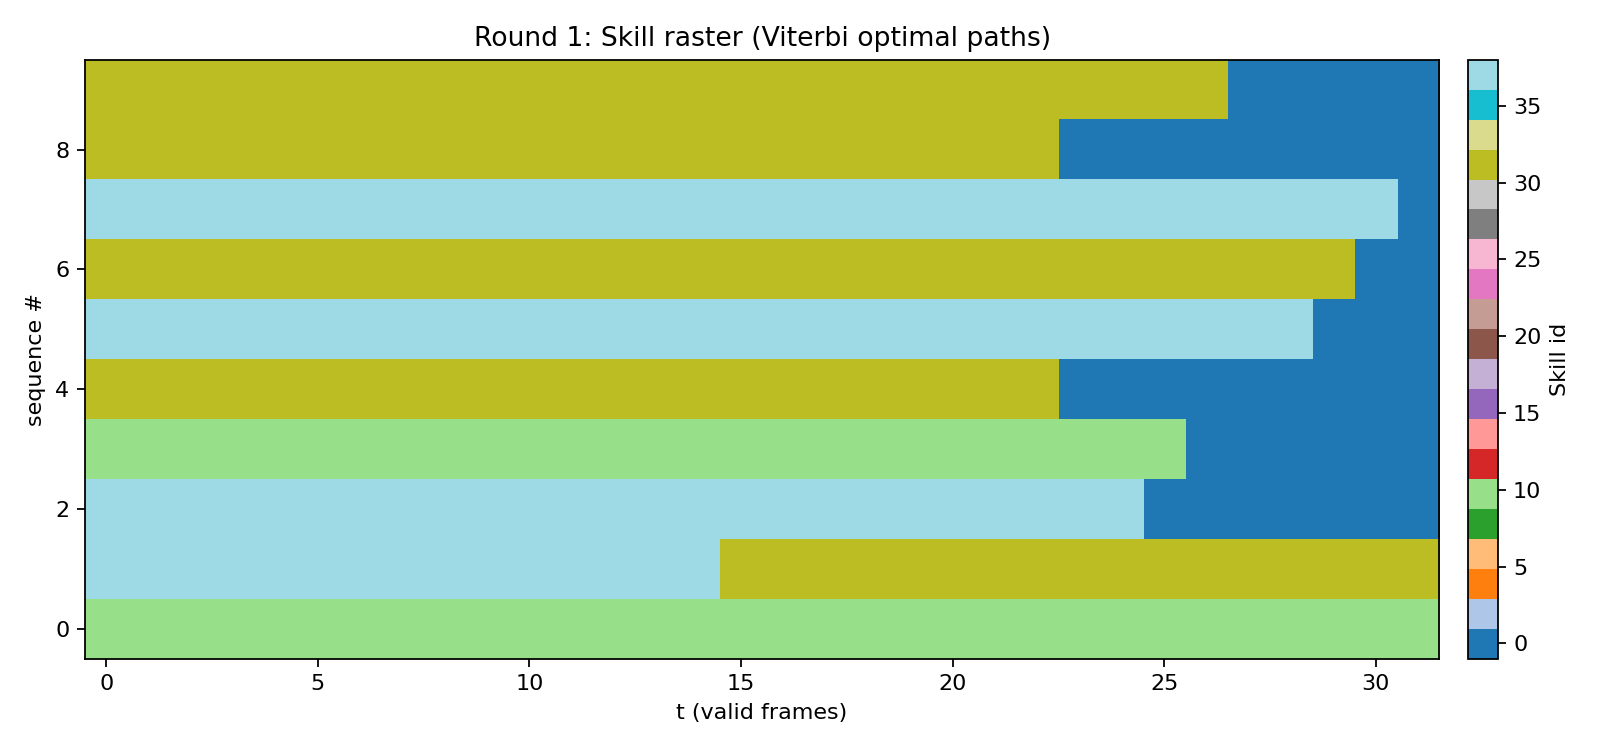 Round 1: Skill raster (Viterbi optimal paths)
sequence #
8
6
4
2
0
0 5 10 15 20 25 30
t (valid frames)
35
30
25
20
15
10
5
0
Skill id